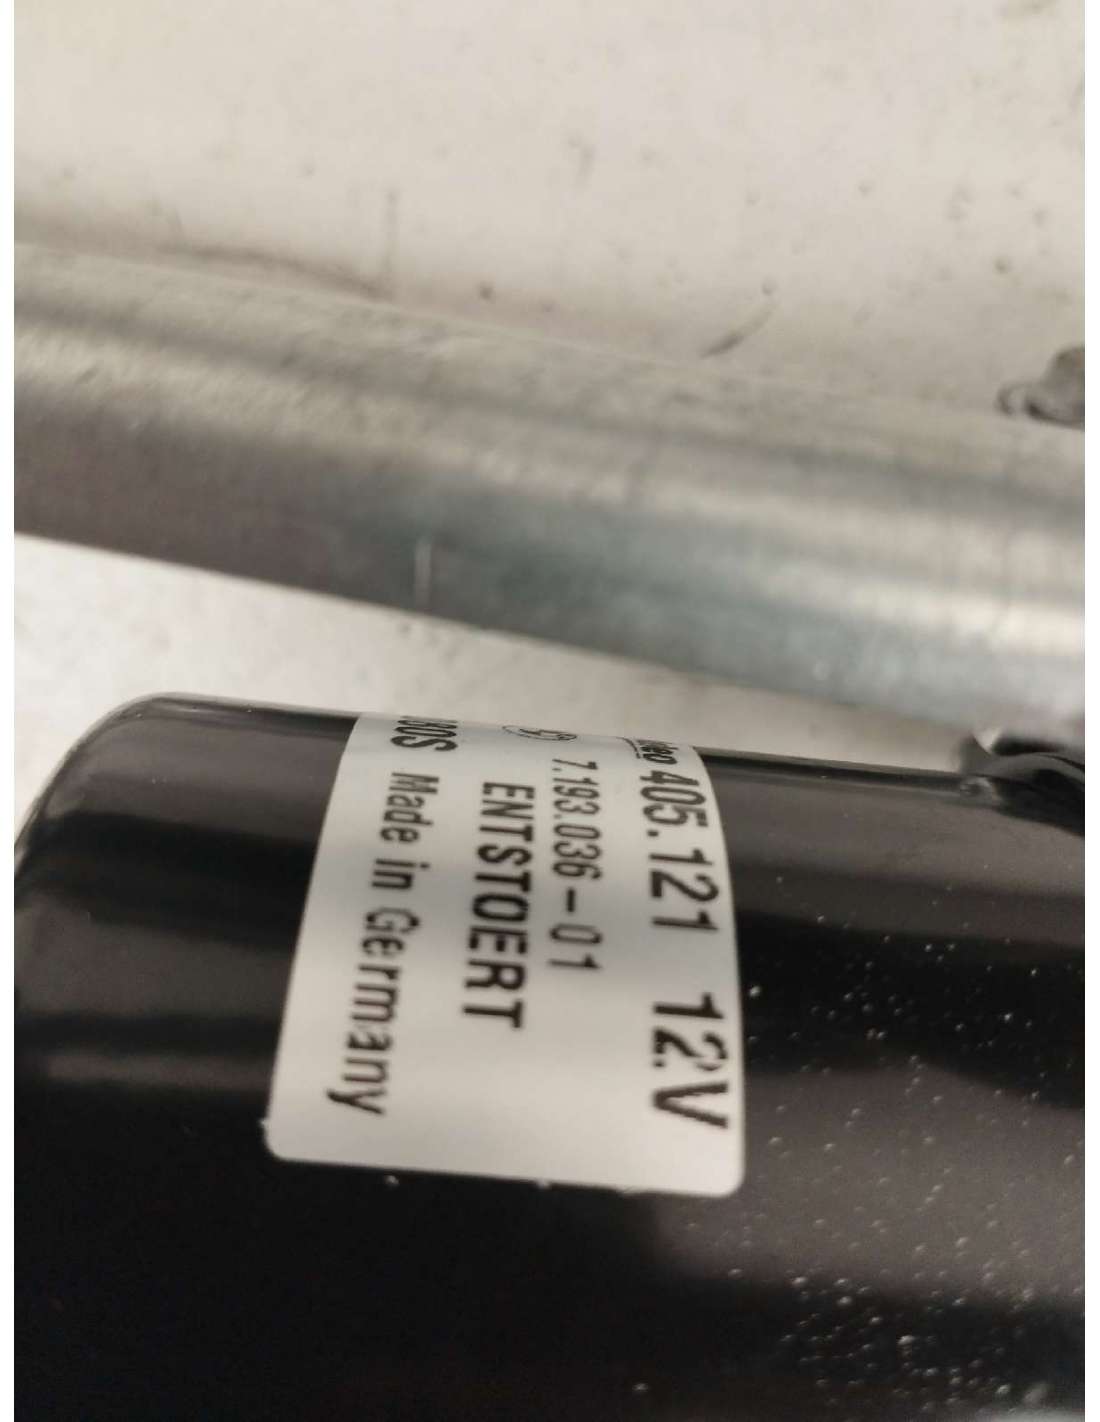 405.121 12V
7.193.036-01
ENTSTOERT
Made in Germany